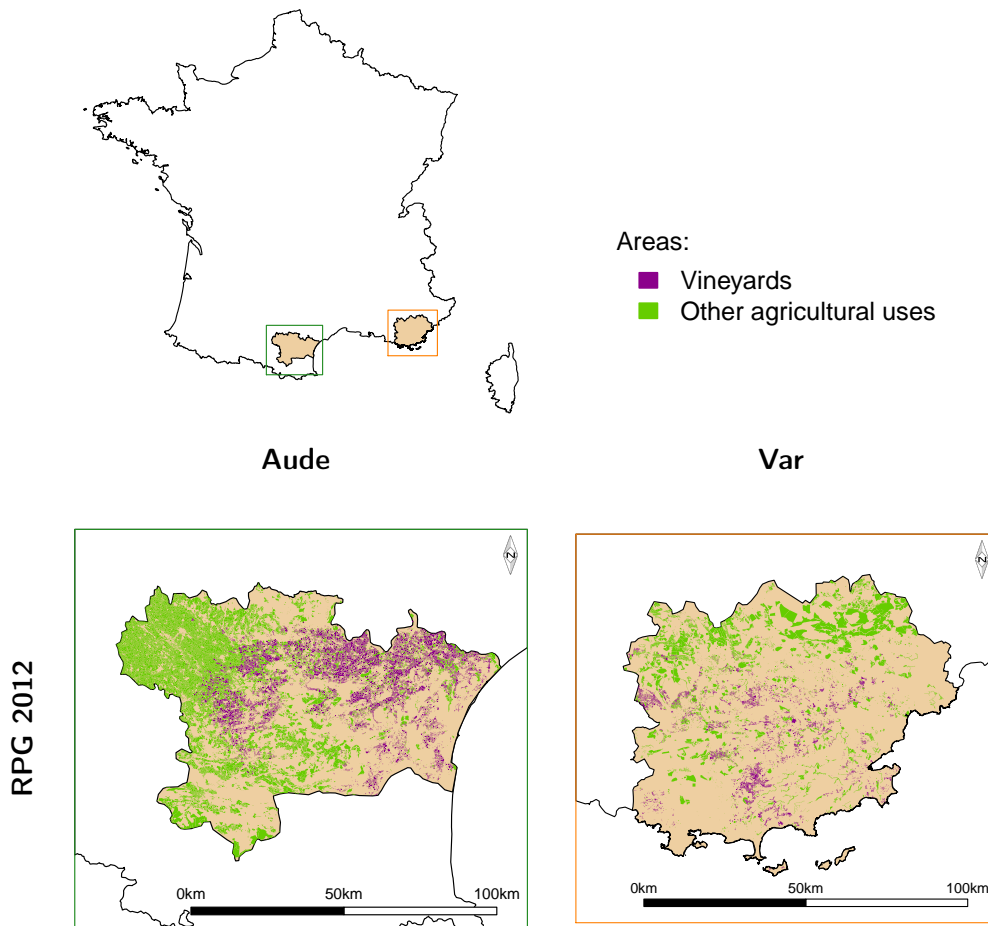 Areas:
Vineyards
Other agricultural uses
Aude
Var
RPG 2012
N
N
0km 50km 100km
0km 50km 100km